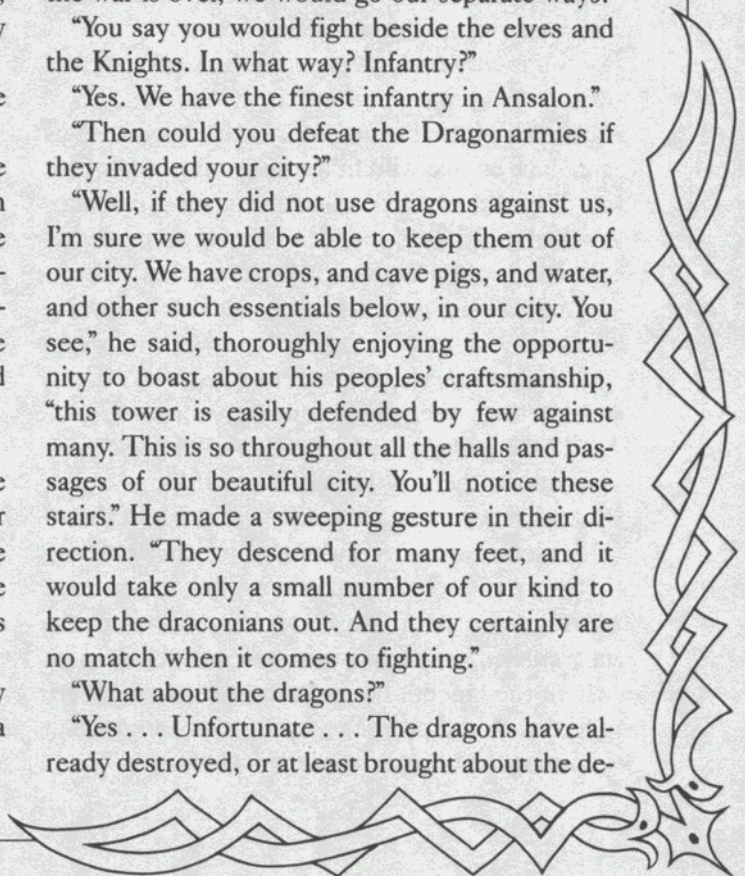 “You say you would fight beside the elves and
the Knights. In what way? Infantry?”
“Yes. We have the finest infantry in Ansalon.”
“Then could you defeat the Dragonarmies if
they invaded your city?”
“Well, if they did not use dragons against us,
I’m sure we would be able to keep them out of
our city. We have crops, and cave pigs, and water,
and other such essentials below, in our city. You
see,” he said, thoroughly enjoying the opportu-
nity to boast about his peoples’ craftsmanship,
“this tower is easily defended by few against
many. This is so throughout all the halls and pas-
sages of our beautiful city. You’ll notice these
stairs.” He made a sweeping gesture in their di-
rection. “They descend for many feet, and it
would take only a small number of our kind to
keep the draconians out. And they certainly are
no match when it comes to fighting.”
“What about the dragons?”
“Yes . . . Unfortunate . . . The dragons have al-
ready destroyed, or at least brought about the de-